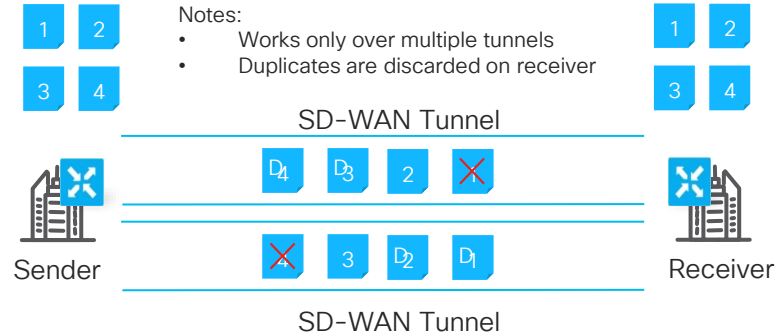 Notes:
• Works only over multiple tunnels
• Duplicates are discarded on receiver
1 2
3 4
1 2
3 4
SD-WAN Tunnel
D4 D3 2 1
4 3 D2 D1
Sender
Receiver
SD-WAN Tunnel